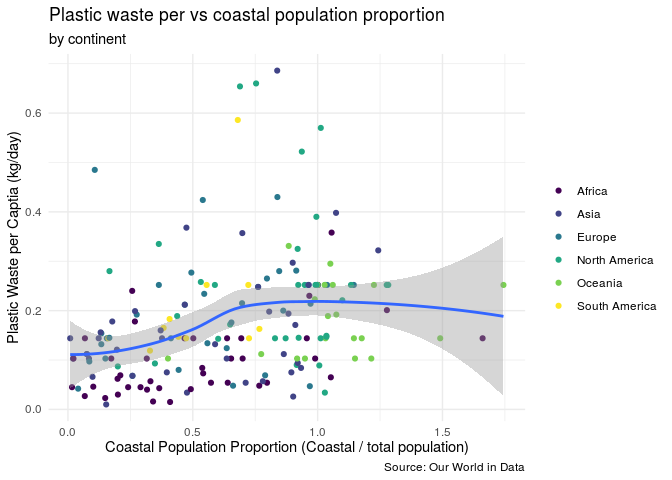 Plastic waste per vs coastal population proportion
by continent
Plastic Waste per Captia (kg/day)
0.6
0.4
0.2
0.0
0.0 0.5 1.0 1.5
Coastal Population Proportion (Coastal / total population)
Africa
Asia
Europe
North America
Oceania
South America
Source: Our World in Data